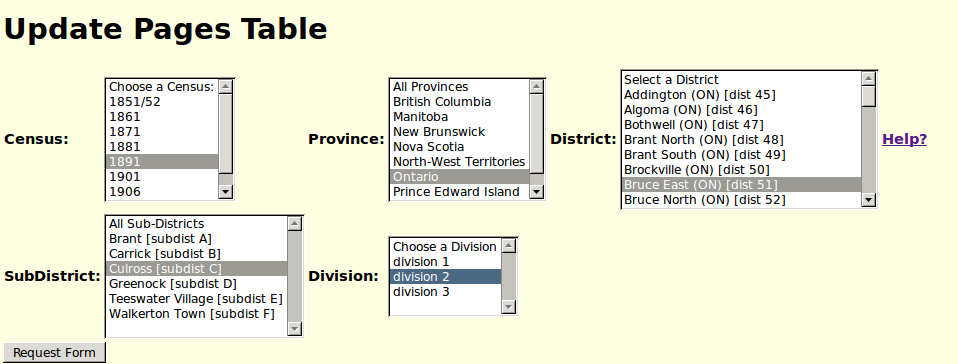 Update Pages Table
Census:
Choose a Census:
1851/52
1861
1871
1881
1891
1901
1906
Province:
All Provinces
British Columbia
Manitoba
New Brunswick
Nova Scotia
North-West Territories
Ontario
Prince Edward Island
District:
Select a District
Addington (ON) [dist 45]
Algoma (ON) [dist 46]
Bothwell (ON) [dist 47]
Brant North (ON) [dist 48]
Brant South (ON) [dist 49]
Brockville (ON) [dist 50]
Bruce East (ON) [dist 51]
Bruce North (ON) [dist 52]
Help?
SubDistrict:
All Sub-Districts
Brant [subdist A]
Carrick [subdist B]
Culross [subdist C]
Greenock [subdist D]
Teeswater Village [subdist E]
Walkerton Town [subdist F]
Division:
Choose a Division
division 1
division 2
division 3
Request Form